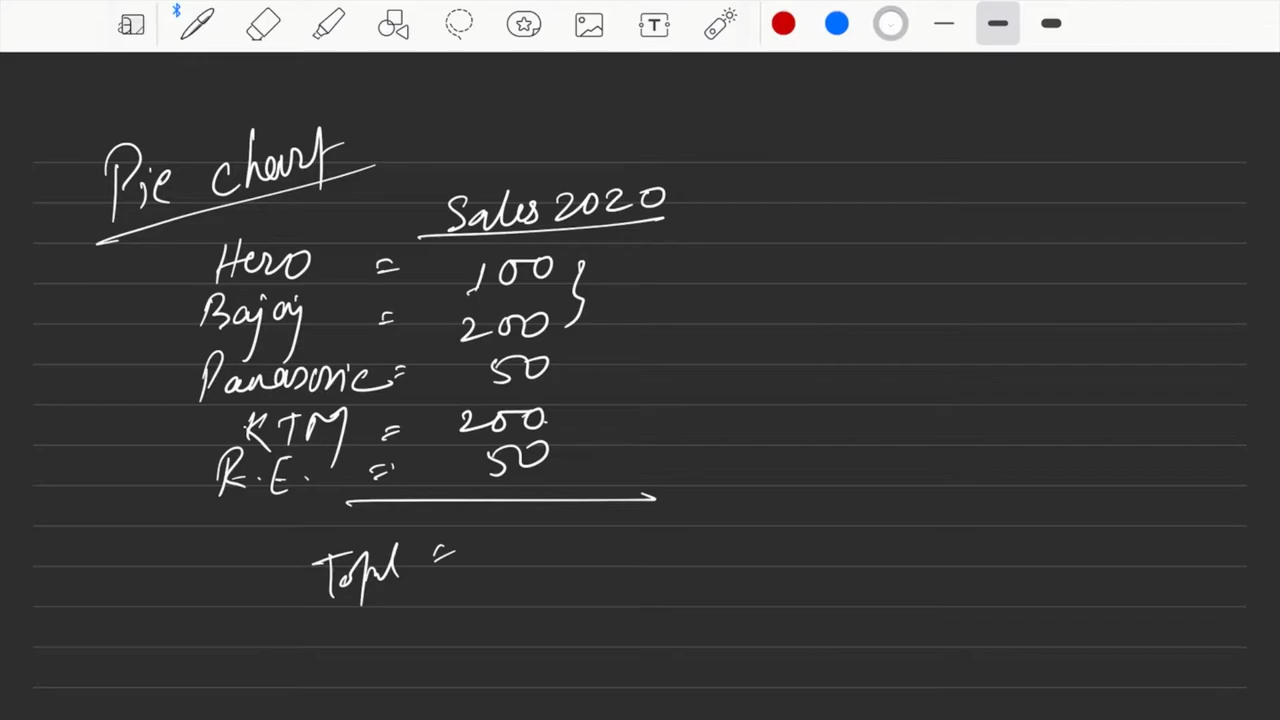 Pie chart
Sales 2020
Hero = 100
Bajaj = 200
Panasonic = 50
KTM = 200
R.E. = 50
Total =